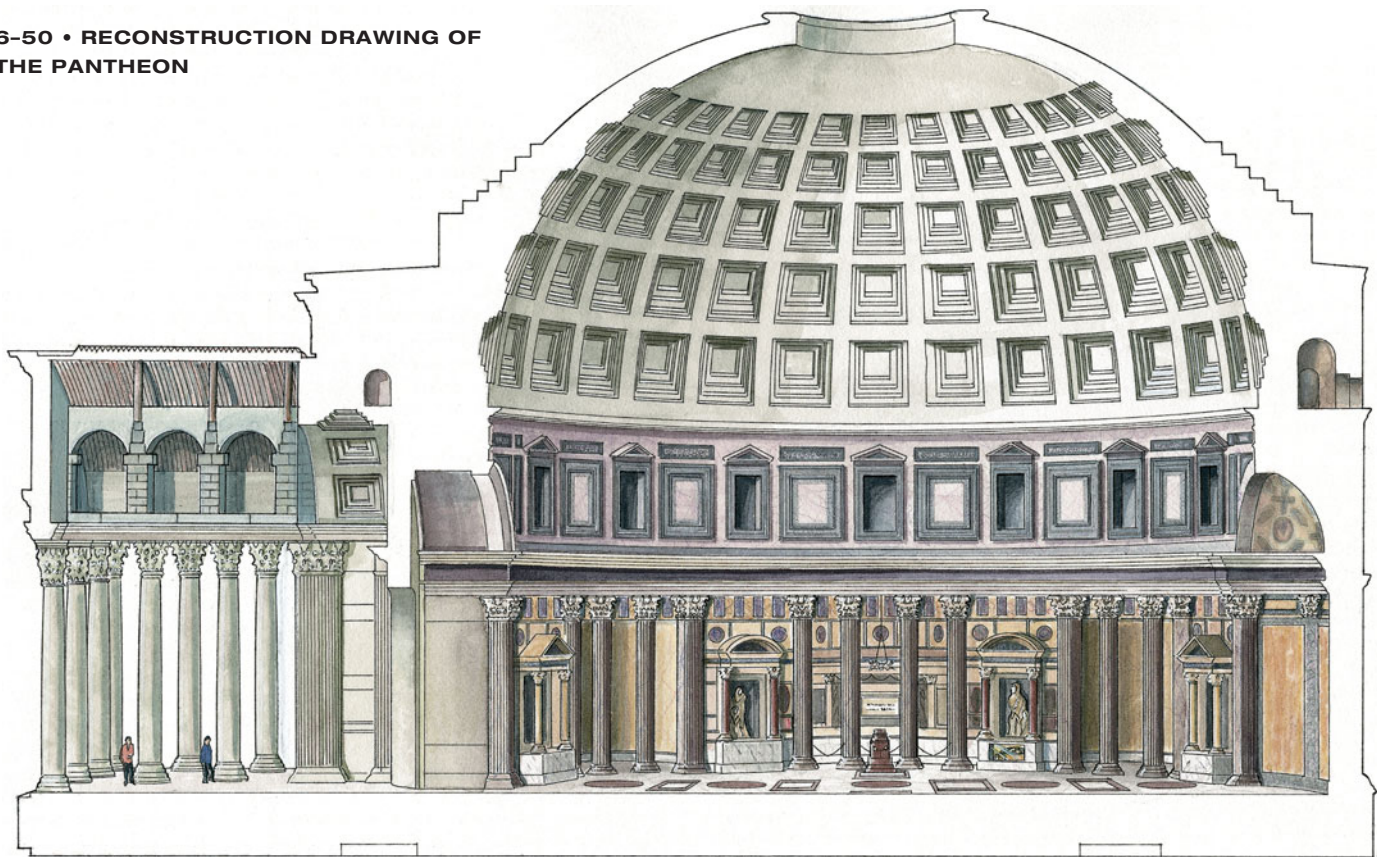 6–50 • RECONSTRUCTION DRAWING OF
THE PANTHEON